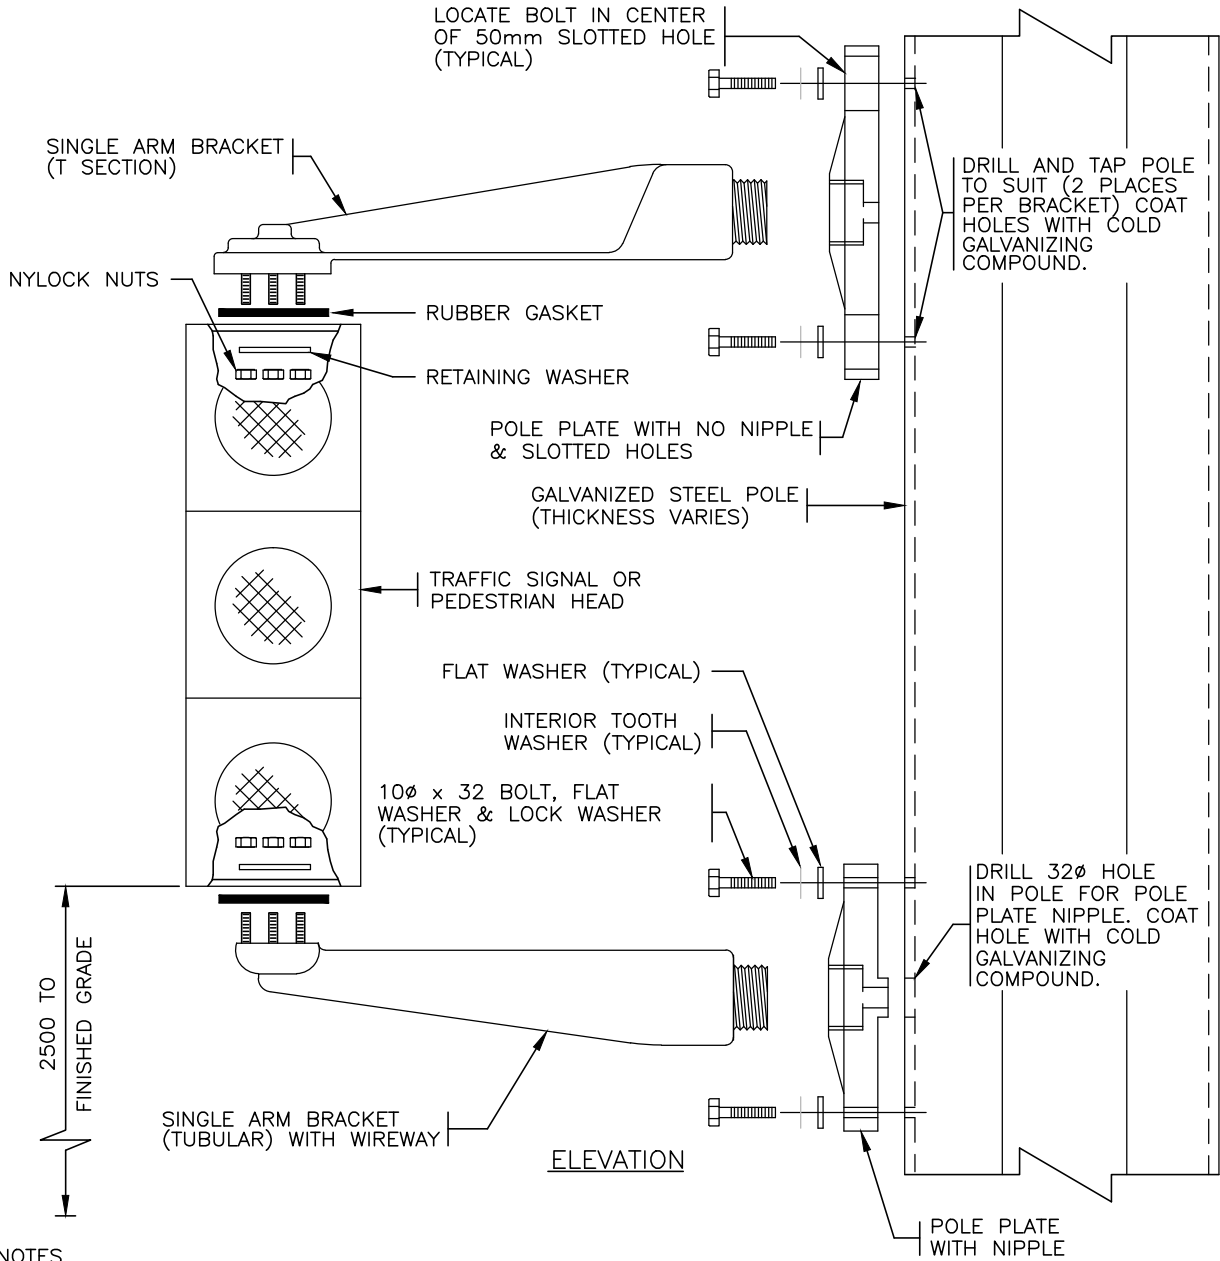 LOCATE BOLT IN CENTER
OF 50mm SLOTTED HOLE
(TYPICAL)
SINGLE ARM BRACKET
(T SECTION)
DRILL AND TAP POLE
TO SUIT (2 PLACES
PER BRACKET) COAT
HOLES WITH COLD
GALVANIZING
COMPOUND.
NYLOCK NUTS
RUBBER GASKET
RETAINING WASHER
POLE PLATE WITH NO NIPPLE
& SLOTTED HOLES
GALVANIZED STEEL POLE
(THICKNESS VARIES)
TRAFFIC SIGNAL OR
PEDESTRIAN HEAD
FLAT WASHER (TYPICAL)
INTERIOR TOOTH
WASHER (TYPICAL)
10ø x 32 BOLT, FLAT
WASHER & LOCK WASHER
(TYPICAL)
DRILL 32ø HOLE
IN POLE FOR POLE
PLATE NIPPLE. COAT
HOLE WITH COLD
GALVANIZING
COMPOUND.
2500 TO
FINISHED GRADE
SINGLE ARM BRACKET
(TUBULAR) WITH WIREWAY
ELEVATION
POLE PLATE
WITH NIPPLE
NOTES